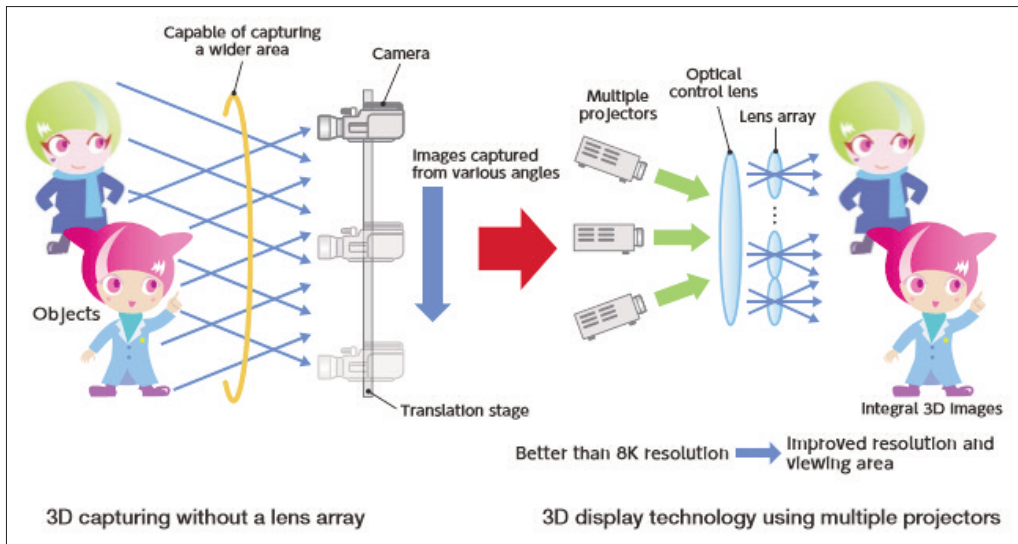 Capable of capturing
a wider area
Camera
Images captured
from various angles
Objects
Translation stage
3D capturing without a lens array
Multiple
projectors
Optical
control lens
Lens array
Integral 3D images
Better than 8K resolution
Improved resolution and
viewing area
3D display technology using multiple projectors